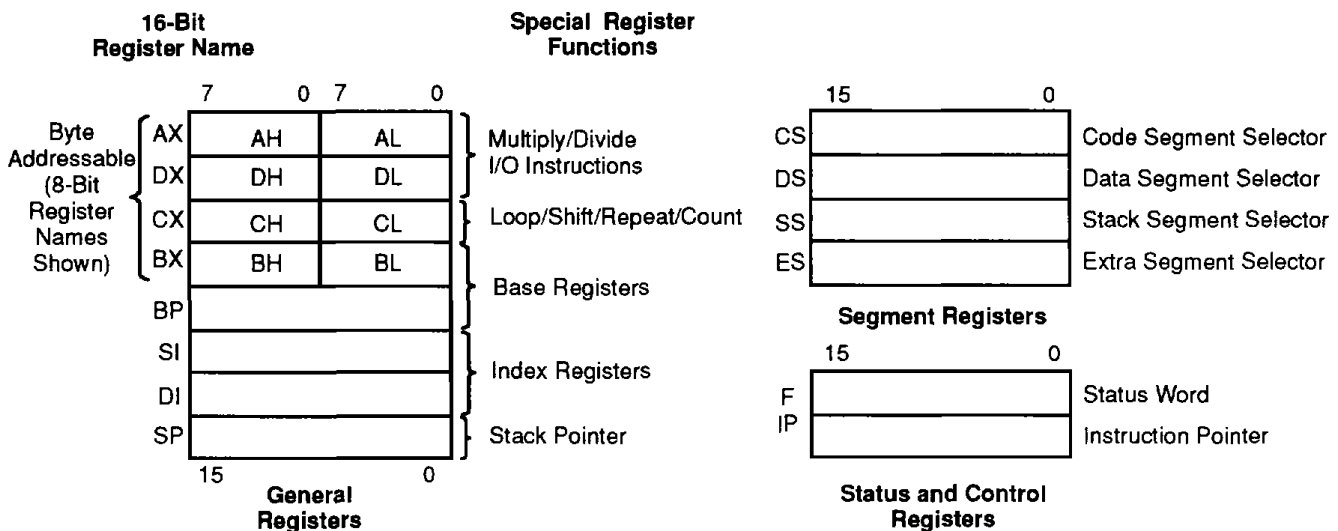 16-Bit
Register Name
Special Register
Functions
7 0 7 0
Byte
Addressable
(8-Bit
Register
Names
Shown)
AX AH AL
DX DH DL
Multiply/Divide
I/O Instructions
CX CH CL Loop/Shift/Repeat/Count
BX BH BL
BP
Base Registers
SI
DI
Index Registers
SP Stack Pointer
15 0
General
Registers
15 0
CS Code Segment Selector
DS Data Segment Selector
SS Stack Segment Selector
ES Extra Segment Selector
Segment Registers
15 0
F Status Word
IP Instruction Pointer
Status and Control
Registers